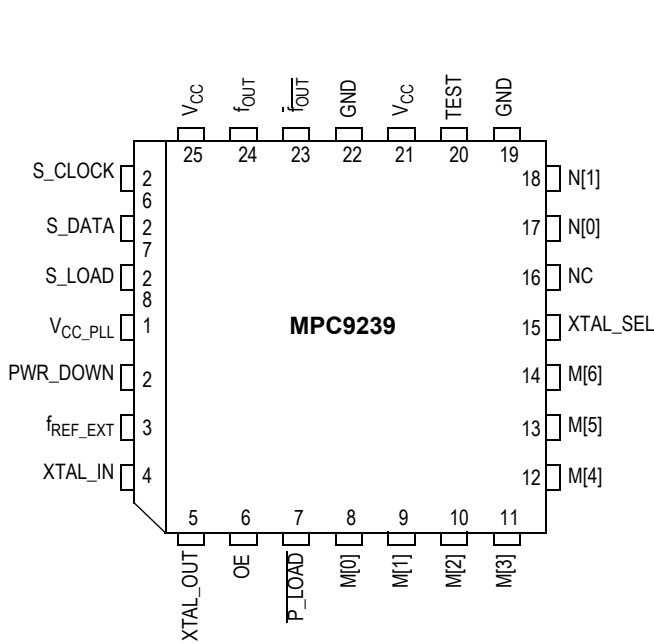 VCC
fOUT
fOUT
GND
VCC
TEST
GND
25
24
23
22
21
20
19
S_CLOCK
2
6
18
N[1]
S_DATA
2
7
17
N[0]
S_LOAD
2
8
16
NC
VCC_PLL
1
MPC9239
15
XTAL_SEL
PWR_DOWN
2
14
M[6]
fREF_EXT
3
13
M[5]
XTAL_IN
4
12
M[4]
5
6
7
8
9
10
11
XTAL_OUT
OE
P_LOAD
M[0]
M[1]
M[2]
M[3]